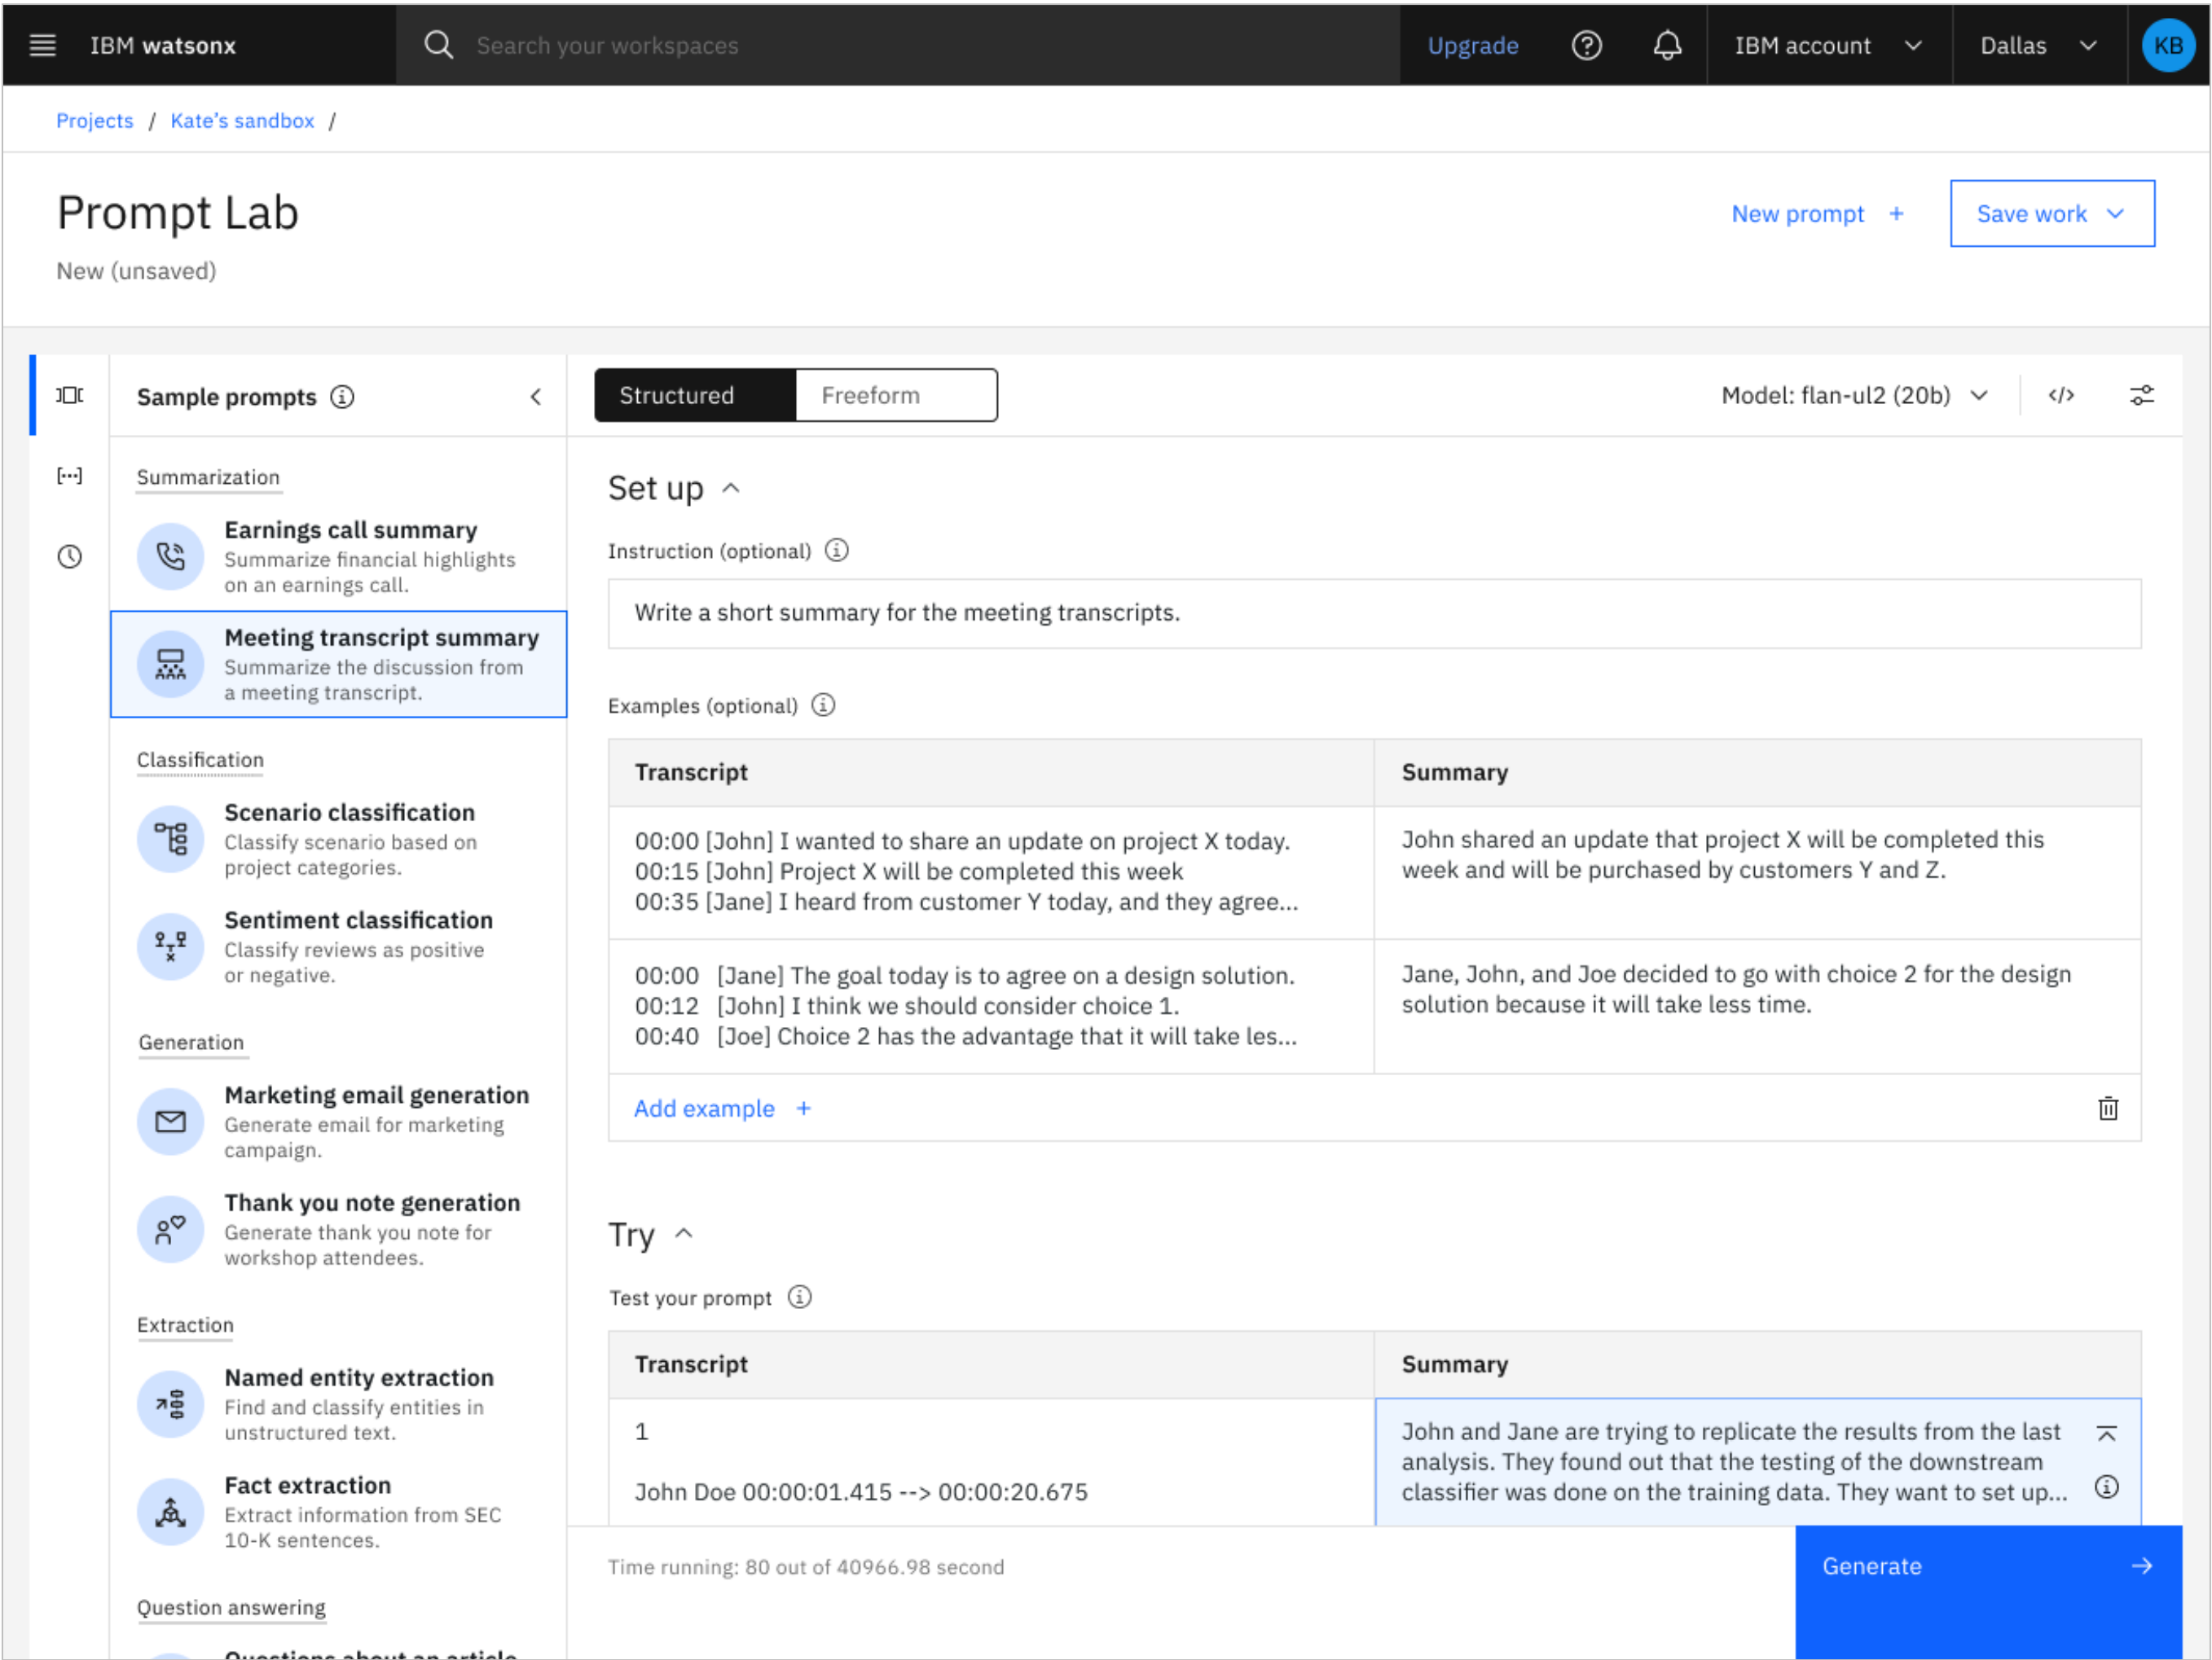 IBM watsonx
Search your workspaces
Upgrade
IBM account
Dallas
KB
Projects / Kate's sandbox /
Prompt Lab
New (unsaved)
New prompt +
Save work
Sample prompts
Summarization
Earnings call summary
Summarize financial highlights
on an earnings call.
Meeting transcript summary
Summarize the discussion from
a meeting transcript.
Classification
Scenario classification
Classify scenario based on
project categories.
Sentiment classification
Classify reviews as positive
or negative.
Generation
Marketing email generation
Generate email for marketing
campaign.
Thank you note generation
Generate thank you note for
workshop attendees.
Extraction
Named entity extraction
Find and classify entities in
unstructured text.
Fact extraction
Extract information from SEC
10-K sentences.
Question answering
Questions about an article
Structured
Freeform
Model: flan-ul2 (20b)
</>
Set up
Instruction (optional)
Write a short summary for the meeting transcripts.
Examples (optional)
Transcript
Summary
00:00 [John] I wanted to share an update on project X today.
00:15 [John] Project X will be completed this week
00:35 [Jane] I heard from customer Y today, and they agree...
John shared an update that project X will be completed this
week and will be purchased by customers Y and Z.
00:00 [Jane] The goal today is to agree on a design solution.
00:12 [John] I think we should consider choice 1.
00:40 [Joe] Choice 2 has the advantage that it will take les...
Jane, John, and Joe decided to go with choice 2 for the design
solution because it will take less time.
Add example +
Try
Test your prompt
Transcript
Summary
1
John Doe 00:00:01.415 --> 00:00:20.675
John and Jane are trying to replicate the results from the last
analysis. They found out that the testing of the downstream
classifier was done on the training data. They want to set up...
Time running: 80 out of 40966.98 second
Generate